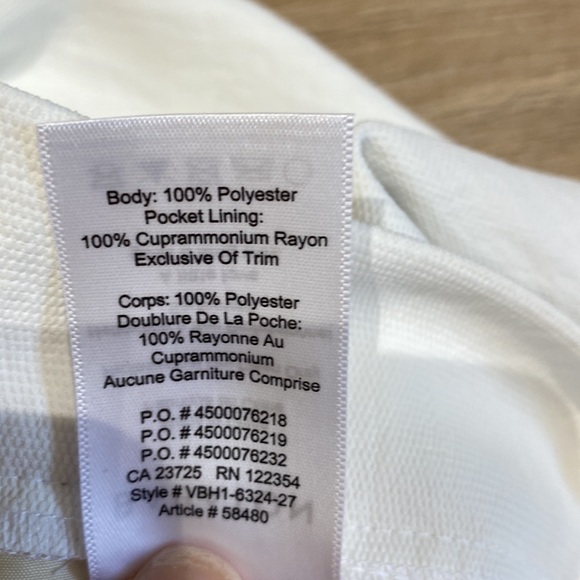 Body: 100% Polyester
Pocket Lining:
100% Cuprammonium Rayon
Exclusive Of Trim
Corps: 100% Polyester
Doublure De La Poche:
100% Rayonne Au
Cuprammonium
Aucune Garniture Comprise
P.O. # 4500076218
P.O. # 4500076219
P.O. # 4500076232
CA 23725 RN 122354
Style # VBH1-6324-27
Article # 58480